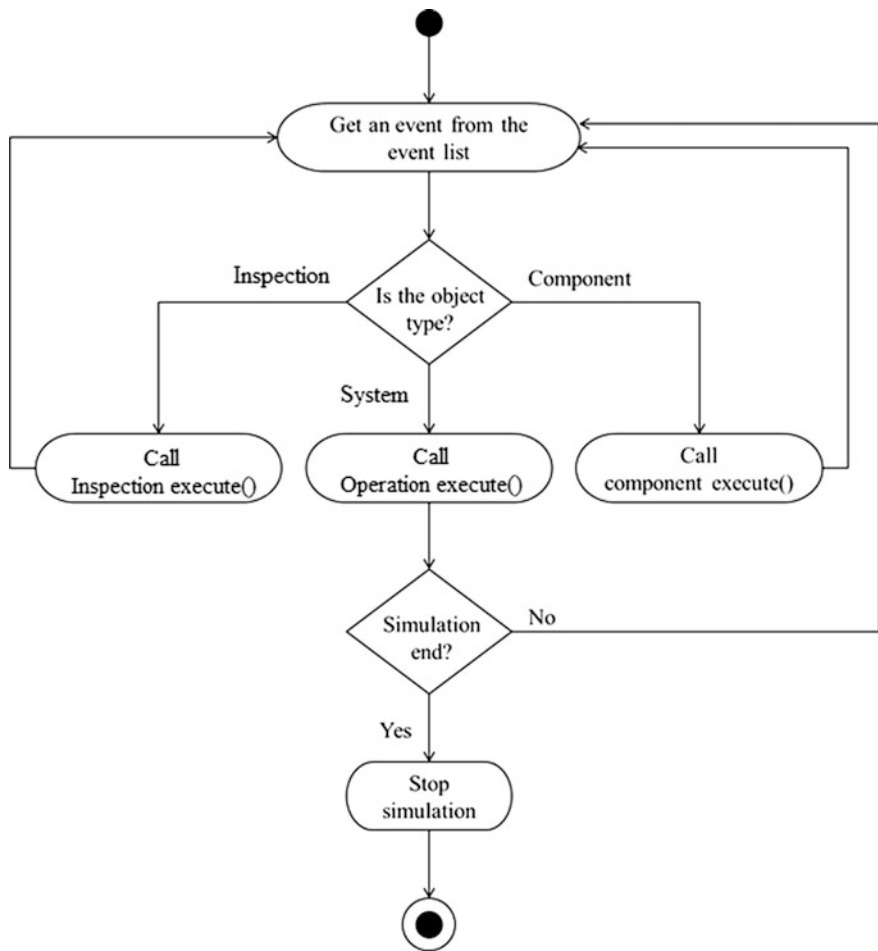 Get an event from the
event list
Inspection
Is the object
type?
Component
System
Call
Inspection execute()
Call
Operation execute()
Call
component execute()
Simulation
end?
No
Yes
Stop
simulation